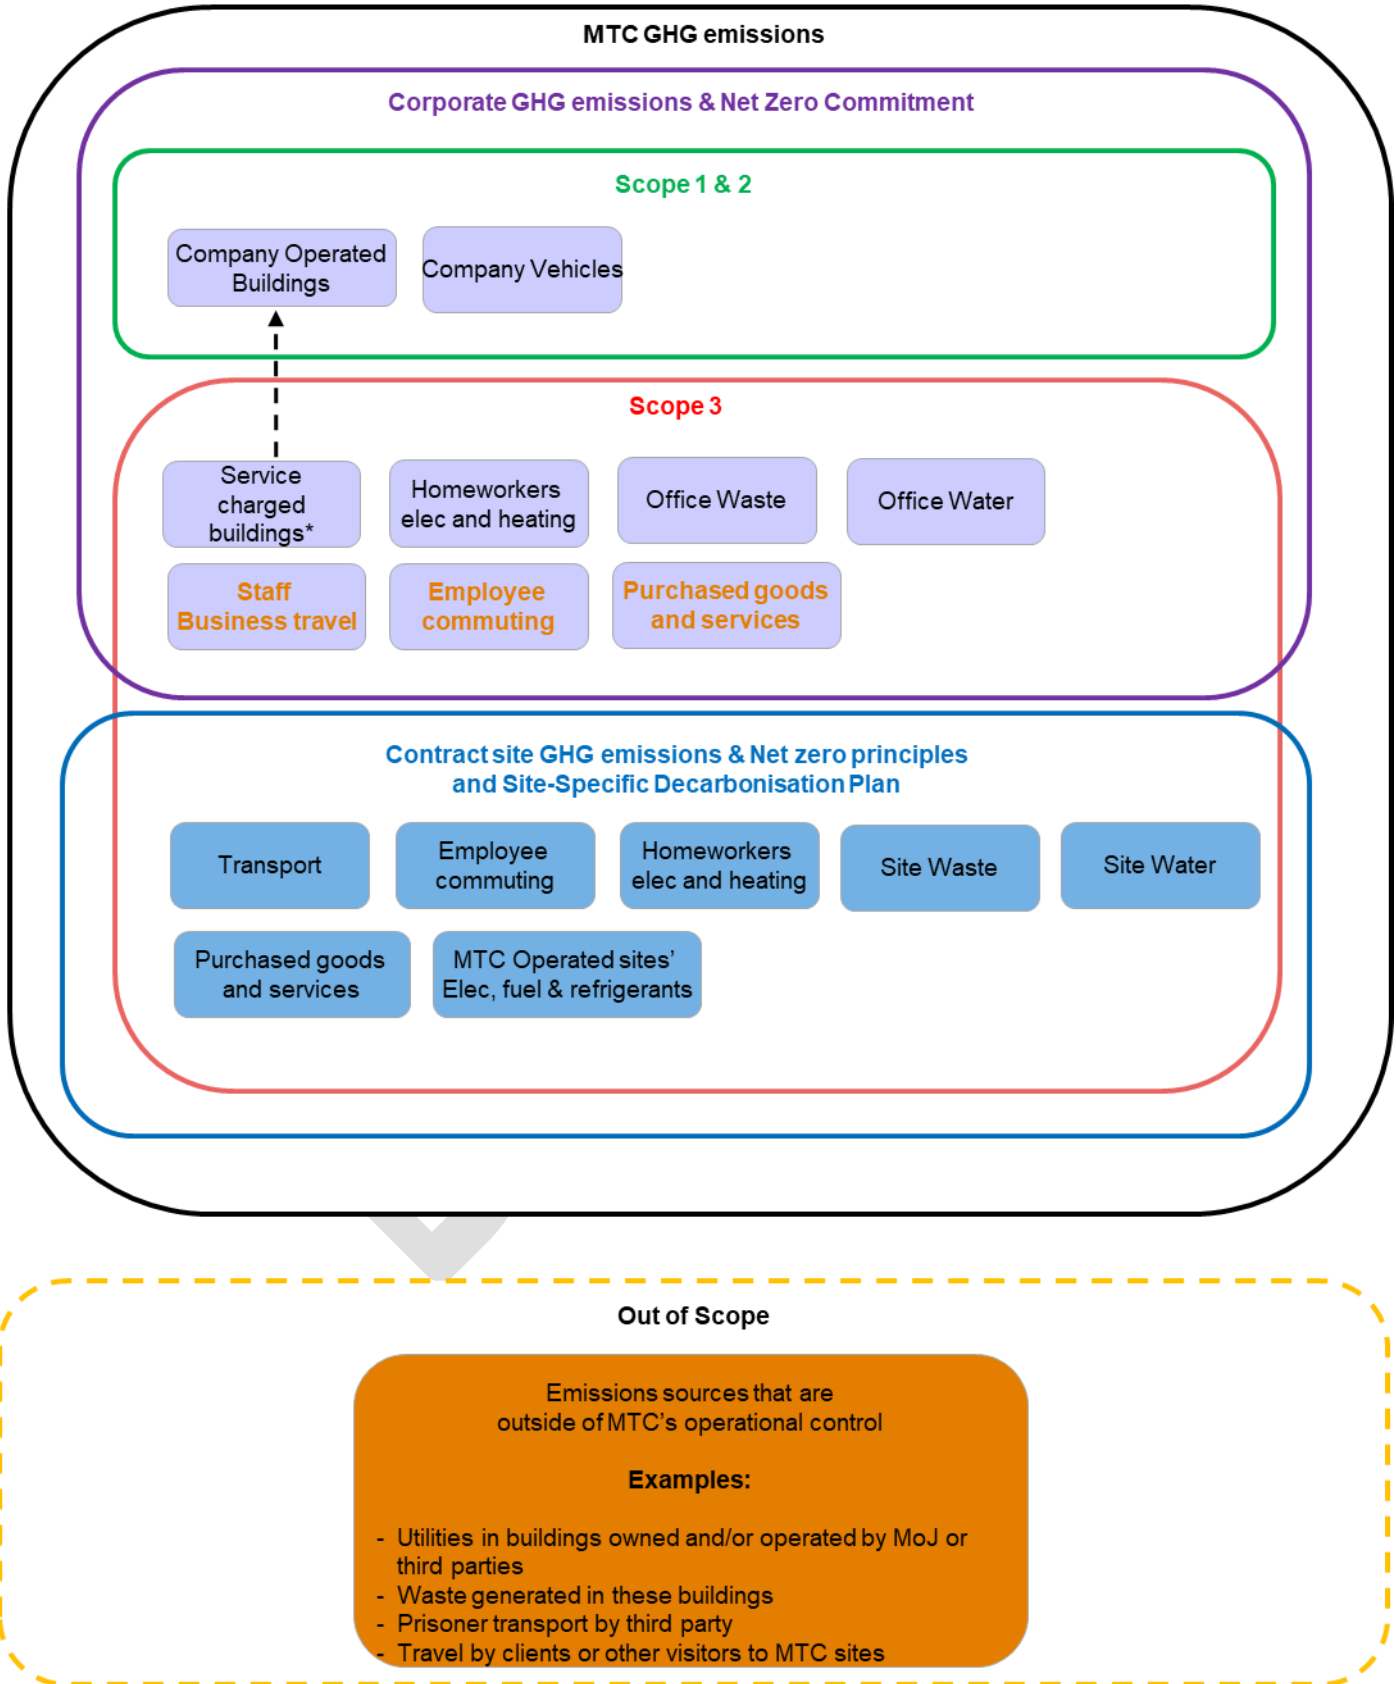 MTC GHG emissions
Corporate GHG emissions & Net Zero Commitment
Scope 1 & 2
Company Operated
Buildings
Company Vehicles
Scope 3
Service
charged
buildings*
Homeworkers
elec and heating
Office Waste
Office Water
Staff
Business travel
Employee
commuting
Purchased goods
and services
Contract site GHG emissions & Net zero principles
and Site-Specific Decarbonisation Plan
Transport
Employee
commuting
Homeworkers
elec and heating
Site Waste
Site Water
Purchased goods
and services
MTC Operated sites’
Elec, fuel & refrigerants
Out of Scope
Emissions sources that are
outside of MTC’s operational control
Examples:
- Utilities in buildings owned and/or operated by MoJ or
third parties
- Waste generated in these buildings
- Prisoner transport by third party
- Travel by clients or other visitors to MTC sites